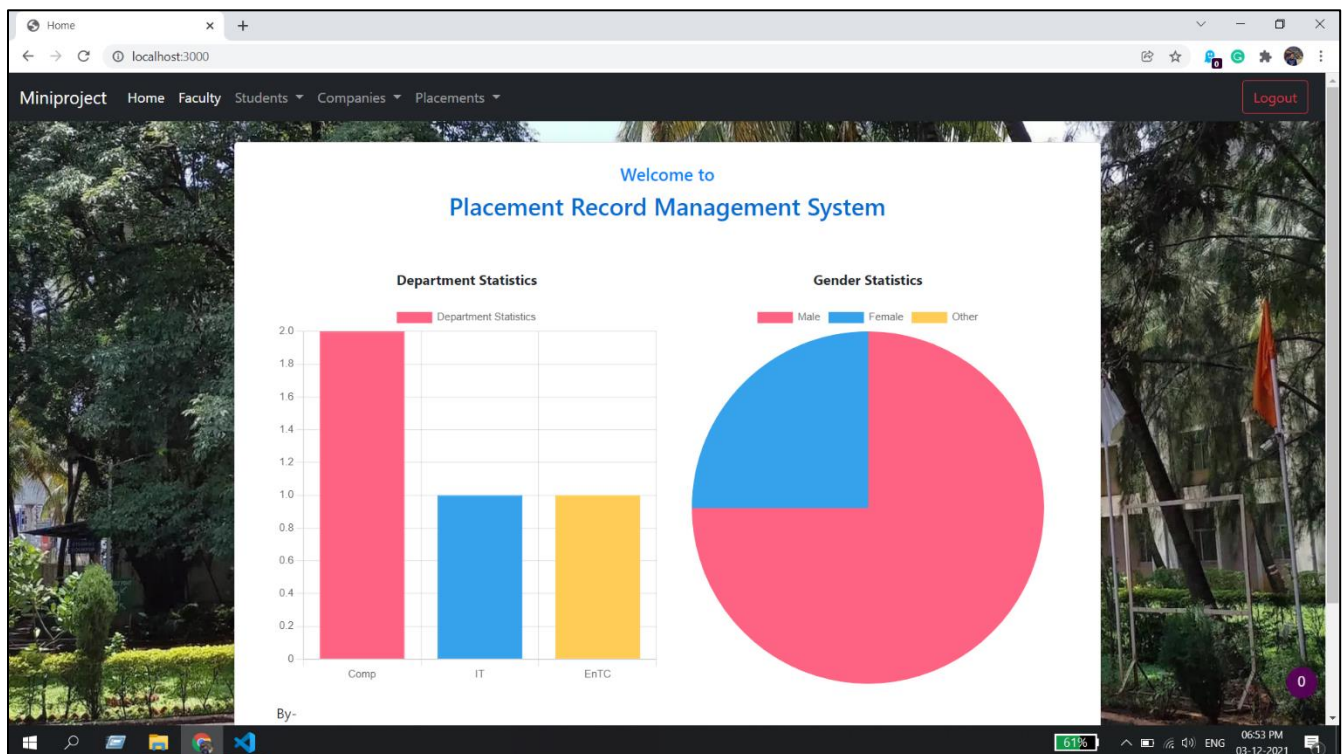 Home
localhost:3000
0
Miniproject Home Faculty Students Companies Placements Logout
Welcome to
Placement Record Management System
Department Statistics
Department Statistics
2.0
1.8
1.6
1.4
1.2
1.0
0.8
0.6
0.4
0.2
0
Comp IT EnTC
Gender Statistics
Male Female Other
By-
0
61% ENG 06:53 PM
03-12-2021
1